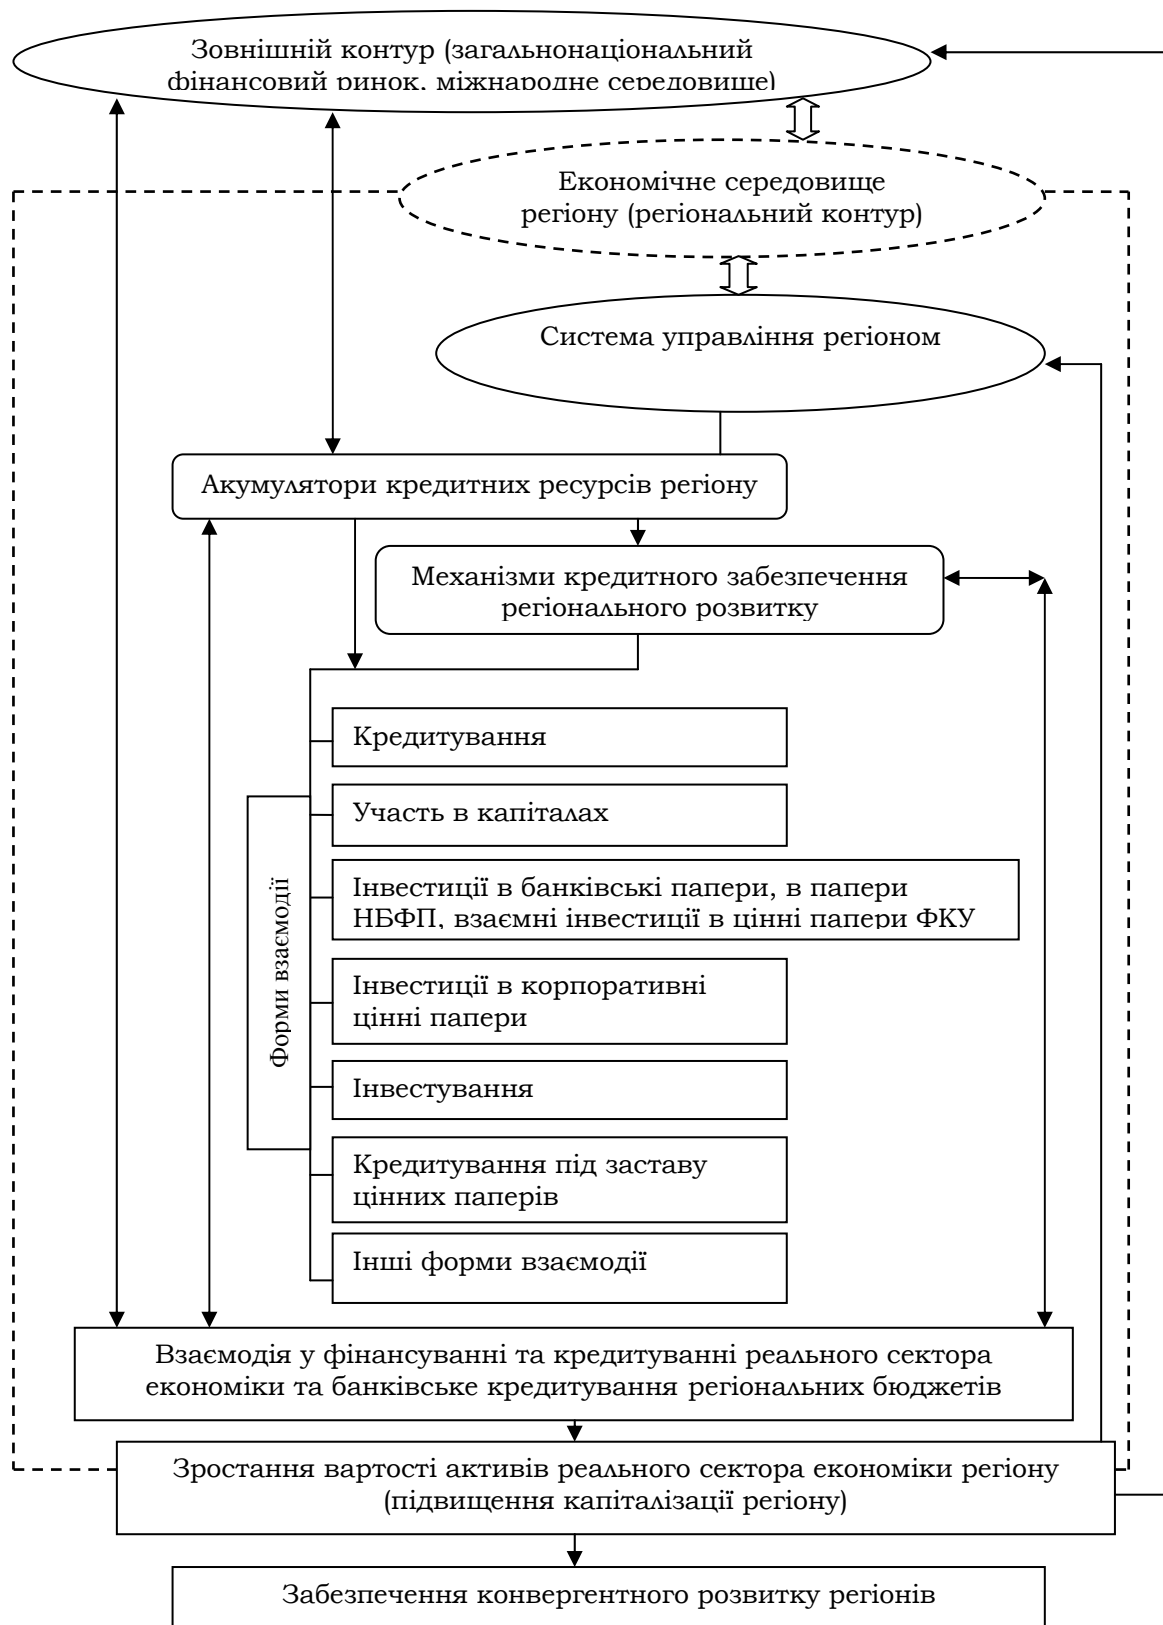 Зовнішній контур (загальнонаціональний
фінансовий ринок, міжнародне середовище)
Економічне середовище
регіону (регіональний контур)
Система управління регіоном
Акумулятори кредитних ресурсів регіону
Механізми кредитного забезпечення
регіонального розвитку
Форми взаємодії
Кредитування
Участь в капіталах
Інвестиції в банківські папери, в папери
НБФП, взаємні інвестиції в цінні папери ФКУ
Інвестиції в корпоративні
цінні папери
Інвестування
Кредитування під заставу
цінних паперів
Інші форми взаємодії
Взаємодія у фінансуванні та кредитуванні реального сектора
економіки та банківське кредитування регіональних бюджетів
Зростання вартості активів реального сектора економіки регіону
(підвищення капіталізації регіону)
Забезпечення конвергентного розвитку регіонів